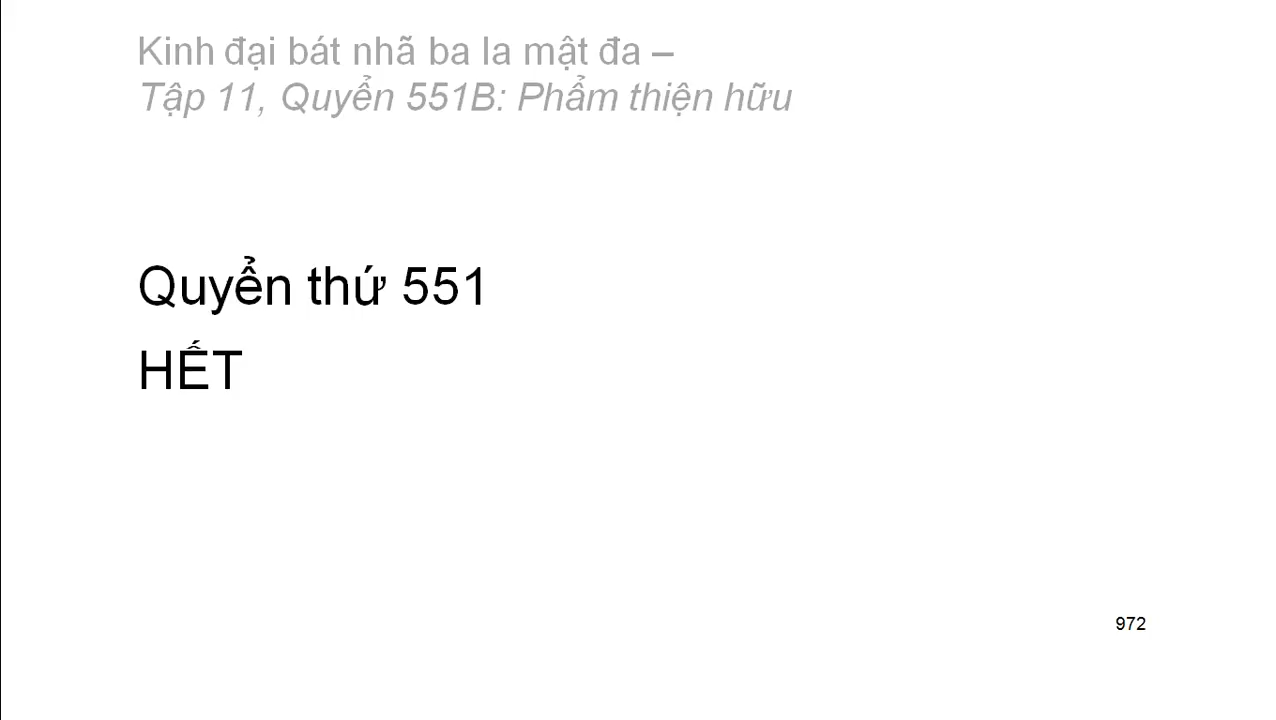 Kinh đại bát nhã ba la mật đa –
Tập 11, Quyển 551B: Phẩm thiện hữu
Quyển thứ 551
HẾT
972